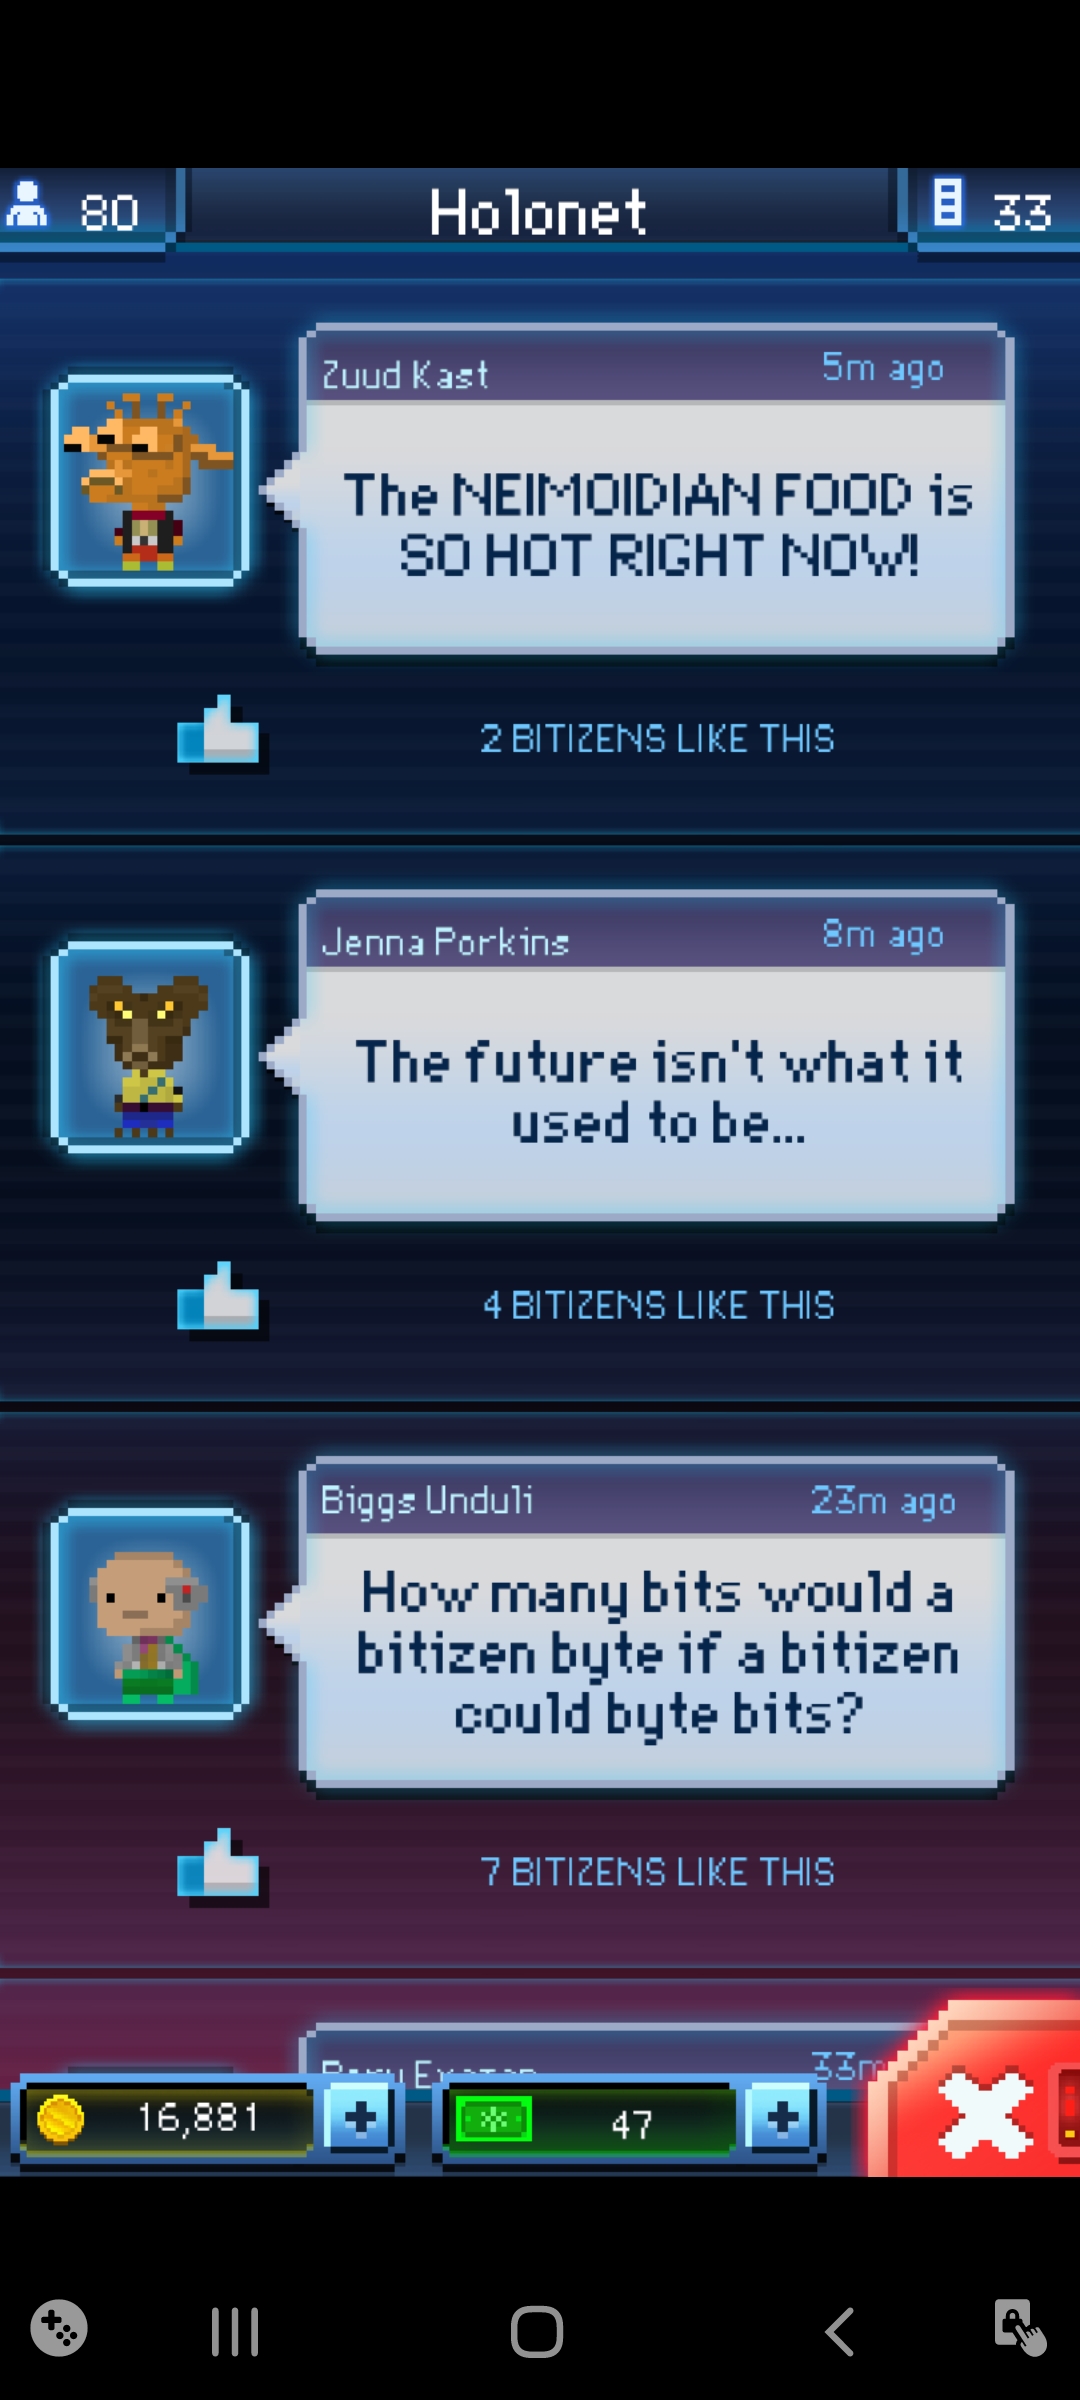 80
Holonet
33
Zuud Kast
5m ago
The NEIMOIDIAN FOOD is
SO HOT RIGHT NOW!
2 BITIZENS LIKE THIS
Jenna Porkins
8m ago
The future isn't what it
used to be...
4 BITIZENS LIKE THIS
Biggs Unduli
23m ago
How many bits would a
bitizen byte if a bitizen
could byte bits?
7 BITIZENS LIKE THIS
33m
16,881
47